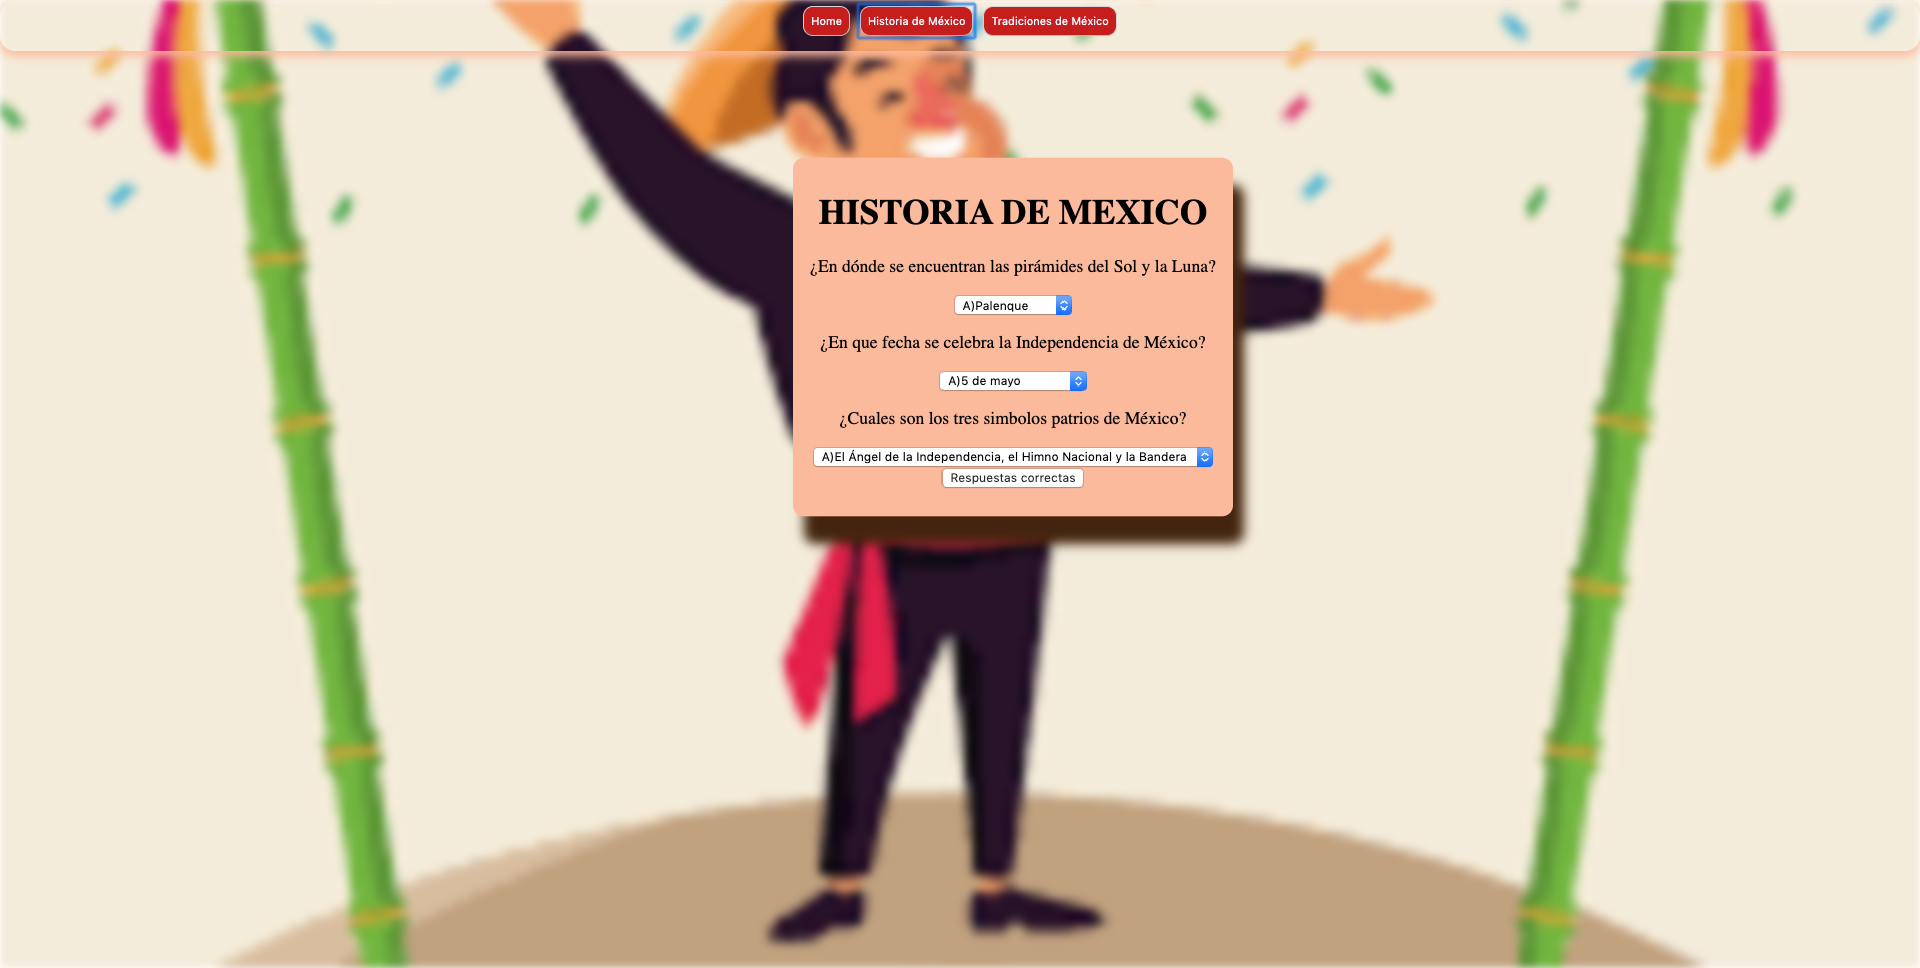 Home Historia de México Tradiciones de México
HISTORIA DE MEXICO
¿En dónde se encuentran las pirámides del Sol y la Luna?
A)Palenque
¿En que fecha se celebra la Independencia de México?
A)5 de mayo
¿Cuales son los tres simbolos patrios de México?
A)El Ángel de la Independencia, el Himno Nacional y la Bandera
Respuestas correctas